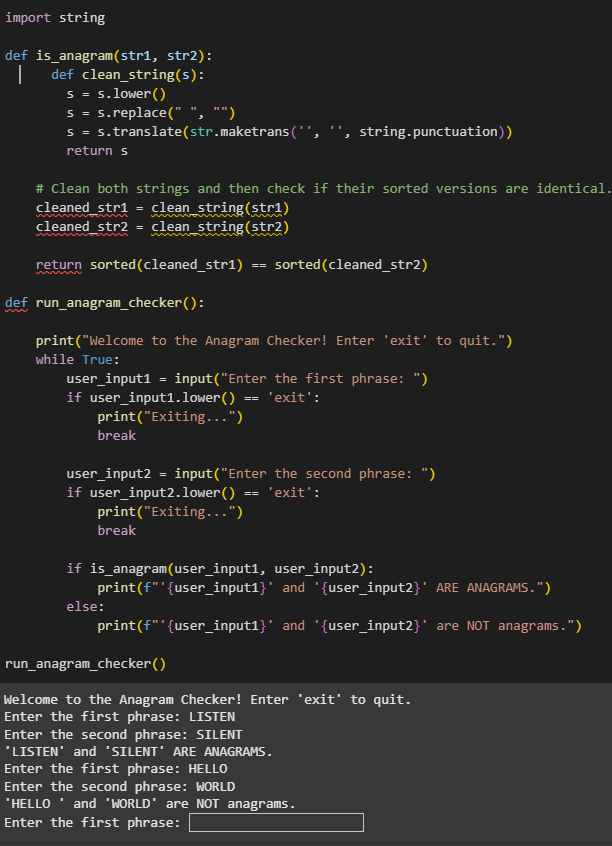 import string

def is_anagram(str1, str2):
      def clean_string(s):
        s = s.lower()
        s = s.replace(" ", "")
        s = s.translate(str.maketrans('', '', string.punctuation))
        return s

    # Clean both strings and then check if their sorted versions are identical.
    cleaned_str1 = clean_string(str1)
    cleaned_str2 = clean_string(str2)

    return sorted(cleaned_str1) == sorted(cleaned_str2)

def run_anagram_checker():

    print("Welcome to the Anagram Checker! Enter 'exit' to quit.")
    while True:
        user_input1 = input("Enter the first phrase: ")
        if user_input1.lower() == 'exit':
            print("Exiting...")
            break

        user_input2 = input("Enter the second phrase: ")
        if user_input2.lower() == 'exit':
            print("Exiting...")
            break

        if is_anagram(user_input1, user_input2):
            print(f"'{user_input1}' and '{user_input2}' ARE ANAGRAMS.")
        else:
            print(f"'{user_input1}' and '{user_input2}' are NOT anagrams.")

run_anagram_checker()
Welcome to the Anagram Checker! Enter 'exit' to quit.
Enter the first phrase: LISTEN
Enter the second phrase: SILENT
'LISTEN' and 'SILENT' ARE ANAGRAMS.
Enter the first phrase: HELLO
Enter the second phrase: WORLD
'HELLO ' and 'WORLD' are NOT anagrams.
Enter the first phrase: